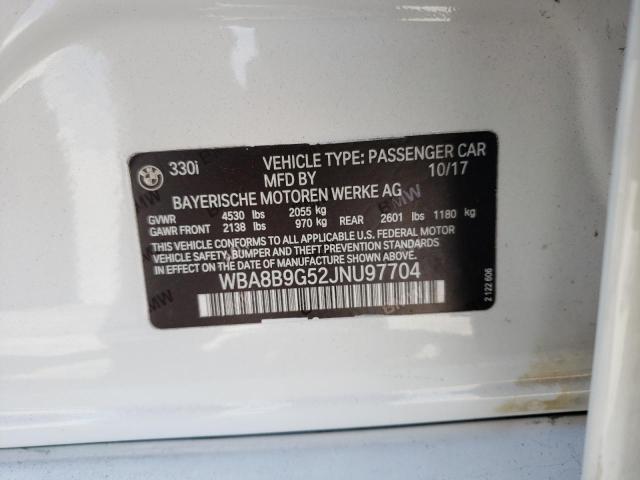 330i VEHICLE TYPE: PASSENGER CAR
MFD BY 10/17
BAYERISCHE MOTOREN WERKE AG
GVWR 4530 lbs 2055 kg
GAWR FRONT 2138 lbs 970 kg REAR 2601 lbs 1180 kg
THIS VEHICLE CONFORMS TO ALL APPLICABLE U.S. FEDERAL MOTOR
VEHICLE SAFETY, BUMPER AND THEFT PREVENTION STANDARDS
IN EFFECT ON THE DATE OF MANUFACTURE SHOWN ABOVE.
WBA8B9G52JNU97704
2 122 606